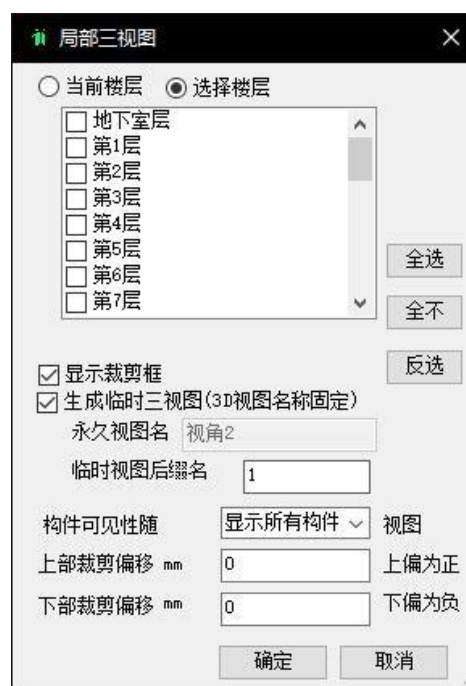 局部三视图
当前楼层 选择楼层
地下室层
第1层
第2层
第3层
第4层
第5层
第6层
第7层
全选
全不
反选
显示裁剪框
生成临时三视图(3D视图名称固定)
永久视图名 视角2
临时视图后缀名 1
构件可见性随 显示所有构件 视图
上部裁剪偏移 mm 0 上偏为正
下部裁剪偏移 mm 0 下偏为负
确定 取消